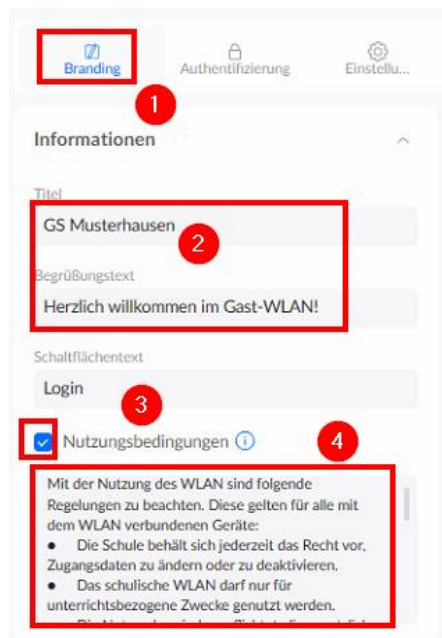 Branding
Authentifizierung
Einstellu...
1
Informationen
Titel
GS Musterhausen
2
Begrüßungstext
Herzlich willkommen im Gast-WLAN!
Schaltflächentext
Login
3
Nutzungsbedingungen
4
Mit der Nutzung des WLAN sind folgende
Regelungen zu beachten. Diese gelten für alle mit
dem WLAN verbundenen Geräte:
• Die Schule behält sich jederzeit das Recht vor,
Zugangsdaten zu ändern oder zu deaktivieren.
• Das schulische WLAN darf nur für
unterrichtsbezogene Zwecke genutzt werden.